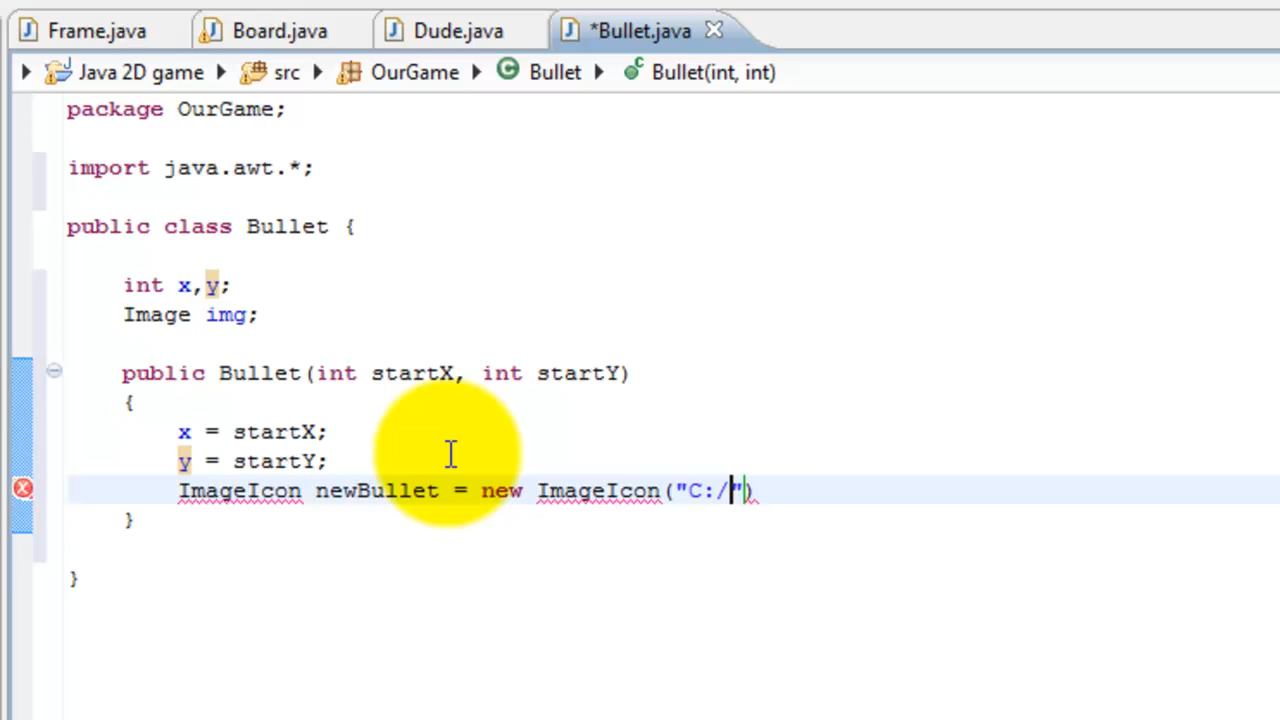 Frame.java Board.java Dude.java *Bullet.java
Java 2D game src OurGame Bullet Bullet(int, int)
package OurGame;
import java.awt.*;
public class Bullet {
int x,y;
Image img;
public Bullet(int startX, int startY)
{
x = startX;
y = startY;
ImageIcon newBullet = new ImageIcon("C:/")
}
}